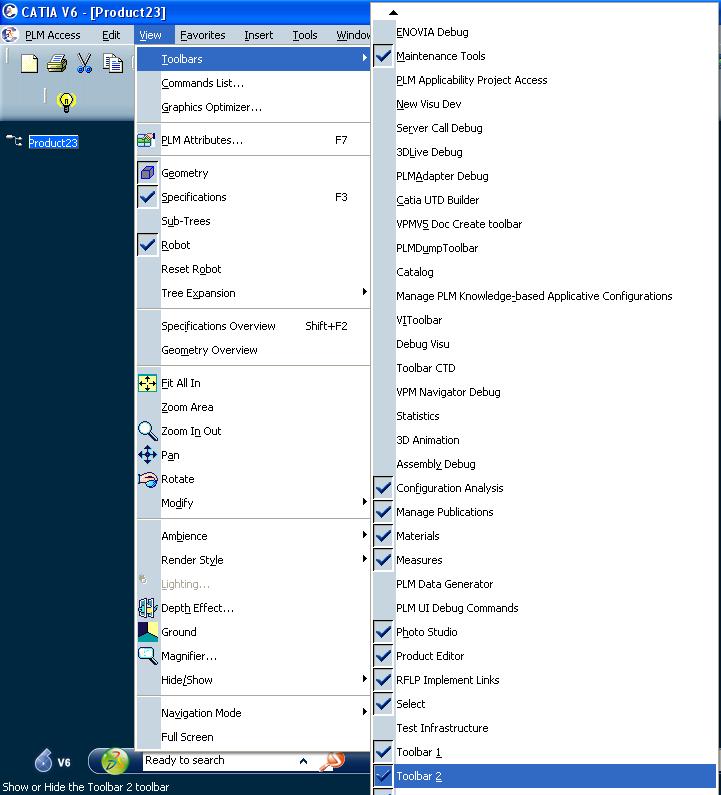 CATIA V6 - [Product23]
PLM Access Edit View Favorites Insert Tools Window
Product23
Toolbars
Commands List...
Graphics Optimizer...
PLM Attributes... F7
Geometry
Specifications F3
Sub-Trees
Robot
Reset Robot
Tree Expansion
Specifications Overview Shift+F2
Geometry Overview
Fit All In
Zoom Area
Zoom In Out
Pan
Rotate
Modify
Ambience
Render Style
Lighting...
Depth Effect...
Ground
Magnifier...
Hide/Show
Navigation Mode
Full Screen
ENOVIA Debug
Maintenance Tools
PLM Applicability Project Access
New Visu Dev
Server Call Debug
3DLive Debug
PLMAdapter Debug
Catia UTD Builder
VPMV5 Doc Create toolbar
PLMDumpToolbar
Catalog
Manage PLM Knowledge-based Applicative Configurations
VIToolbar
Debug Visu
Toolbar CTD
VPM Navigator Debug
Statistics
3D Animation
Assembly Debug
Configuration Analysis
Manage Publications
Materials
Measures
PLM Data Generator
PLM UI Debug Commands
Photo Studio
Product Editor
RFLP Implement Links
Select
Test Infrastructure
Toolbar 1
Toolbar 2
V6
Ready to search
Show or Hide the Toolbar 2 toolbar